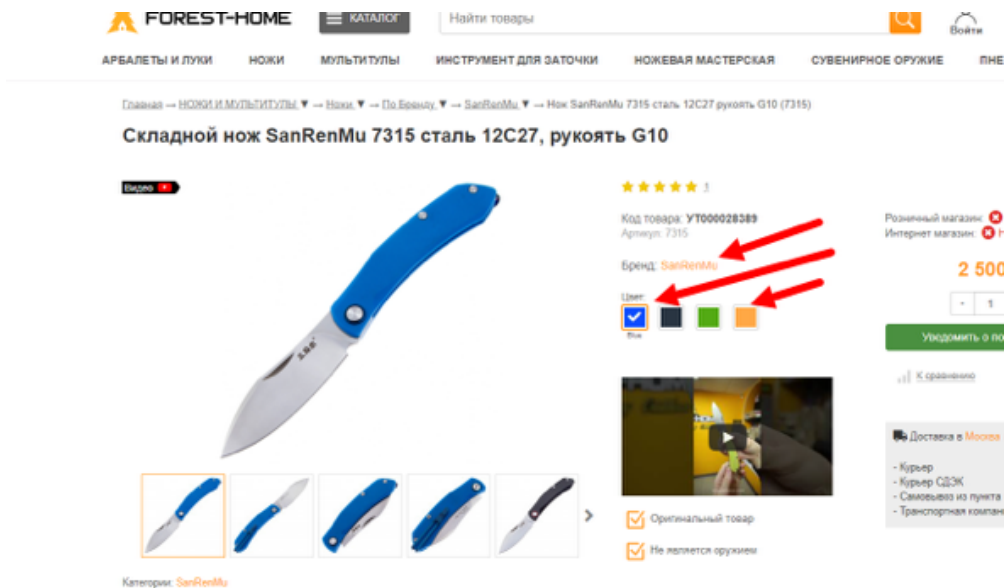 FOREST-HOME
КАТАЛОГ
Найти товары
Войти
АРБАЛЕТЫ И ЛУКИ
НОЖИ
МУЛЬТИТУЛЫ
ИНСТРУМЕНТ ДЛЯ ЗАТОЧКИ
НОЖЕВАЯ МАСТЕРСКАЯ
СУВЕНИРНОЕ ОРУЖИЕ
ПНЕ
Главная → НОЖИ И МУЛЬТИТУЛЫ ▼ → Ножи ▼ → По Бренду ▼ → SanRenMu ▼ → Нож SanRenMu 7315 сталь 12C27 рукоять G10 (7315)
Складной нож SanRenMu 7315 сталь 12C27, рукоять G10
Видео
1
Код товара: УТ000028389
Артикул: 7315
Бренд: SanRenMu
Цвет:
Blue
Розничный магазин:
Интернет магазин: Н
2 500
- 1
Уведомить о по
К сравнению
Доставка в Москва
- Курьер
- Курьер СДЭК
- Самовывоз из пункта
- Транспортная компан
Оригинальный товар
Не является оружием
Категории: SanRenMu